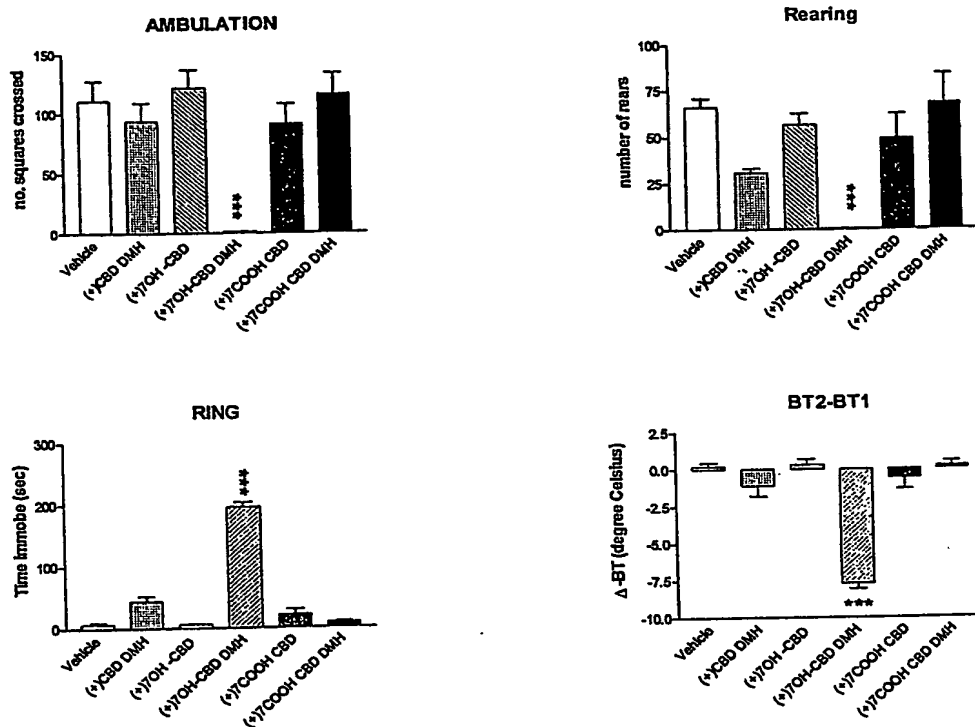 AMBULATION
no. squares crossed
150
100
50
0
***
Vehicle
(+)CBD DMH
(+)7OH -CBD
(+)7OH-CBD DMH
(+)7COOH CBD
(+)7COOH CBD DMH
Rearing
number of rears
100
75
50
25
0
***
Vehicle
(+)CBD DMH
(+)7OH -CBD
(+)7OH-CBD DMH
(+)7COOH CBD
(+)7COOH CBD DMH
RING
Time Immobe (sec)
300
200
100
0
***
Vehicle
(+)CBD DMH
(+)7OH -CBD
(+)7OH-CBD DMH
(+)7COOH CBD
(+)7COOH CBD DMH
BT2-BT1
Δ-BT (degree Celsius)
2.5
0.0
-2.5
-5.0
-7.5
-10.0
***
Vehicle
(+)CBD DMH
(+)7OH -CBD
(+)7OH-CBD DMH
(+)7COOH CBD
(+)7COOH CBD DMH